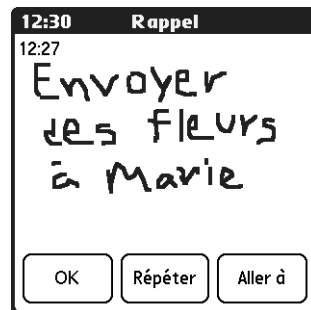 12:30 Rappel
12:27
Envoyer
des fleurs
à Marie
OK Répéter Aller à